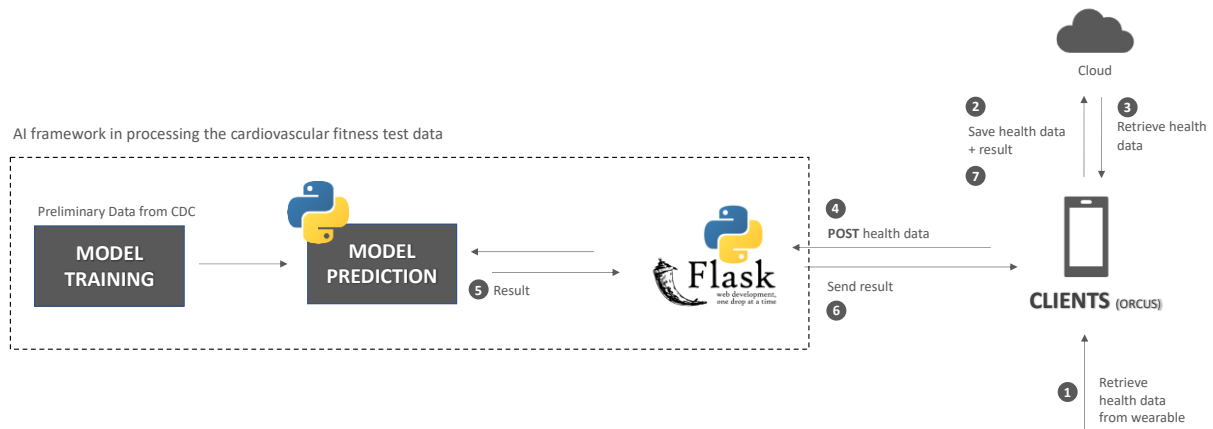 Cloud
2
3
Save health data
+ result
Retrieve health
data
7
AI framework in processing the cardiovascular fitness test data
Preliminary Data from CDC
MODEL
TRAINING
MODEL
PREDICTION
5 Result
Flask
web development,
one drop at a time
4
POST health data
Send result
6
CLIENTS (ORCUS)
1
Retrieve
health data
from wearable